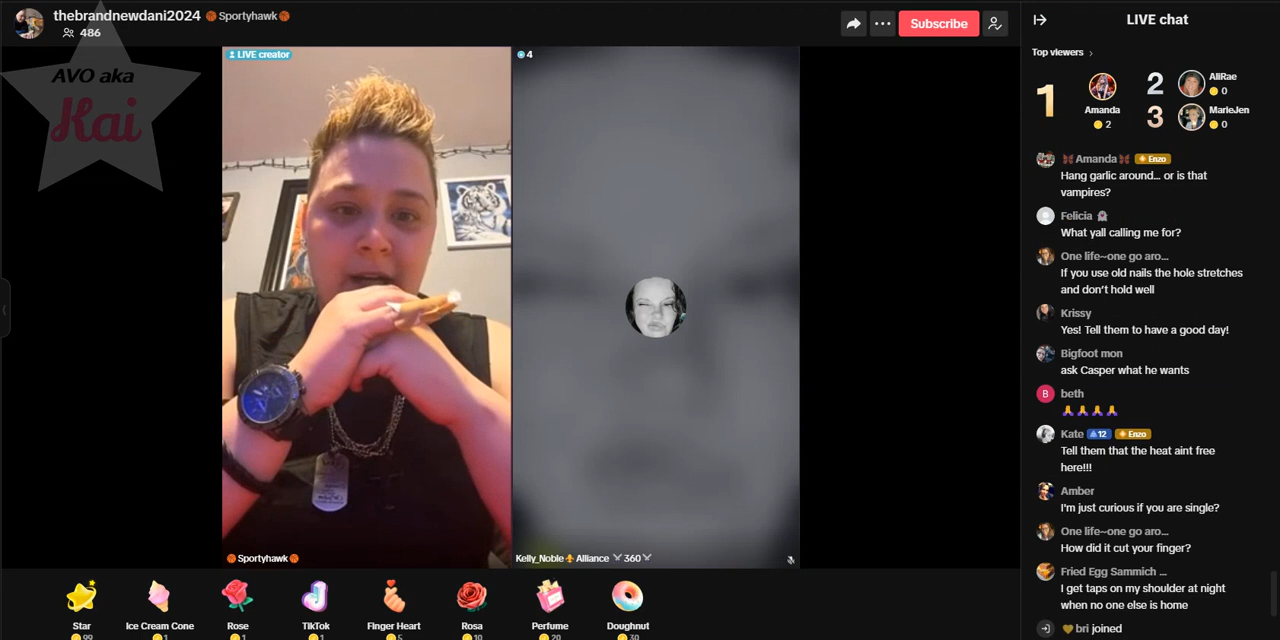 thebrandnewdani2024 🏀Sportyhawk🏀
486
Subscribe
LIVE chat
AVO aka
Kai
LIVE creator
4
Top viewers ›
1
Amanda
2
2
AliRae
0
3
MarieJen
0
🦋Amanda🦋 Enzo
Hang garlic around... or is that
vampires?
Felicia 👻
What yall calling me for?
One life~one go aro...
If you use old nails the hole stretches
and don't hold well
Krissy
Yes! Tell them to have a good day!
Bigfoot mon
ask Casper what he wants
B beth
🙏🙏🙏🙏
Kate 12 Enzo
Tell them that the heat aint free
here!!!
Amber
I'm just curious if you are single?
One life~one go aro...
How did it cut your finger?
Fried Egg Sammich ...
I get taps on my shoulder at night
when no one else is home
💛bri joined
🏀Sportyhawk🏀
Kelly_Noble⚜Alliance ⚔360⚔
Star
99
Ice Cream Cone
1
Rose
1
TikTok
1
Finger Heart
5
Rosa
10
Perfume
20
Doughnut
30